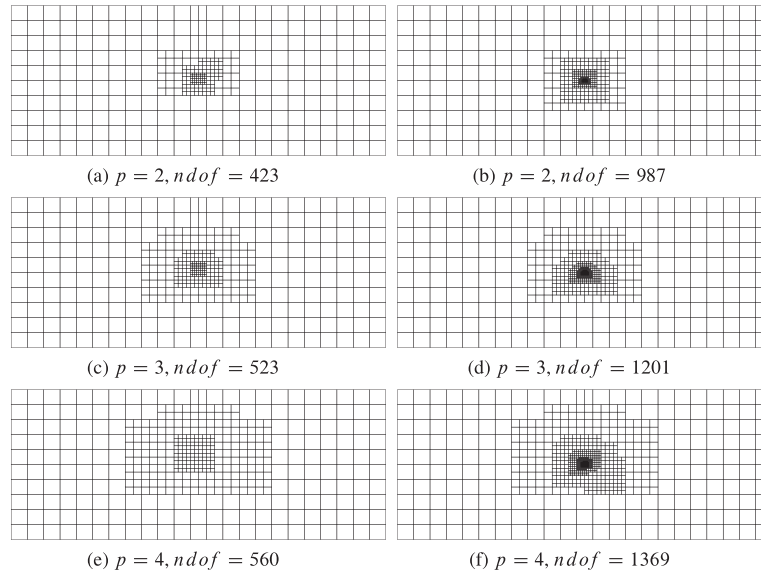 (a) p = 2, ndof = 423
(b) p = 2, ndof = 987
(c) p = 3, ndof = 523
(d) p = 3, ndof = 1201
(e) p = 4, ndof = 560
(f) p = 4, ndof = 1369